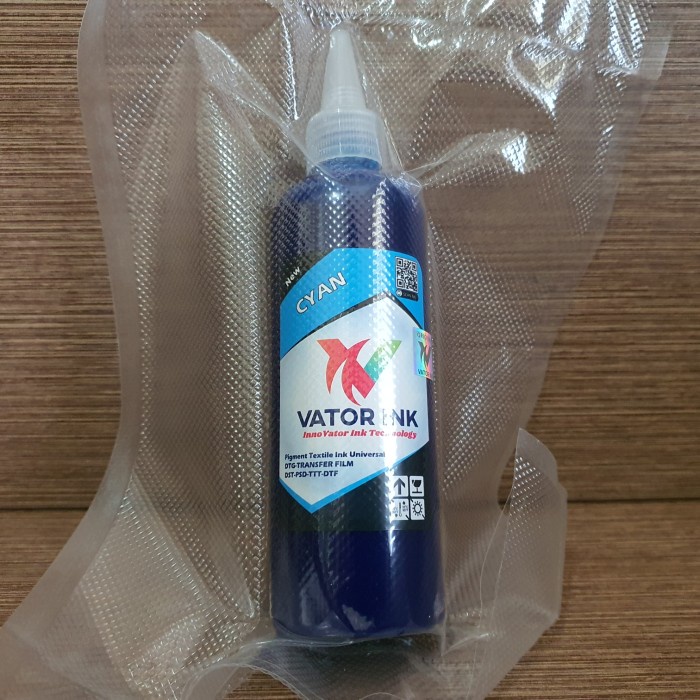 New
CYAN
VATOR INK
InnoVator Ink Technology
Pigment Textile Ink Universal
DTG-TRANSFER FILM
DST-PSD-TTT-DTF